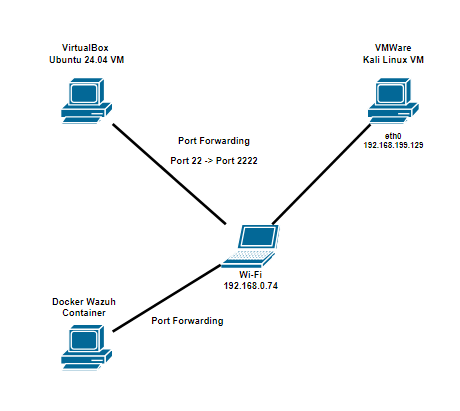 VirtualBox
Ubuntu 24.04 VM
VMWare
Kali Linux VM
Port Forwarding
Port 22 -> Port 2222
eth0
192.168.199.129
Wi-Fi
192.168.0.74
Docker Wazuh
Container
Port Forwarding